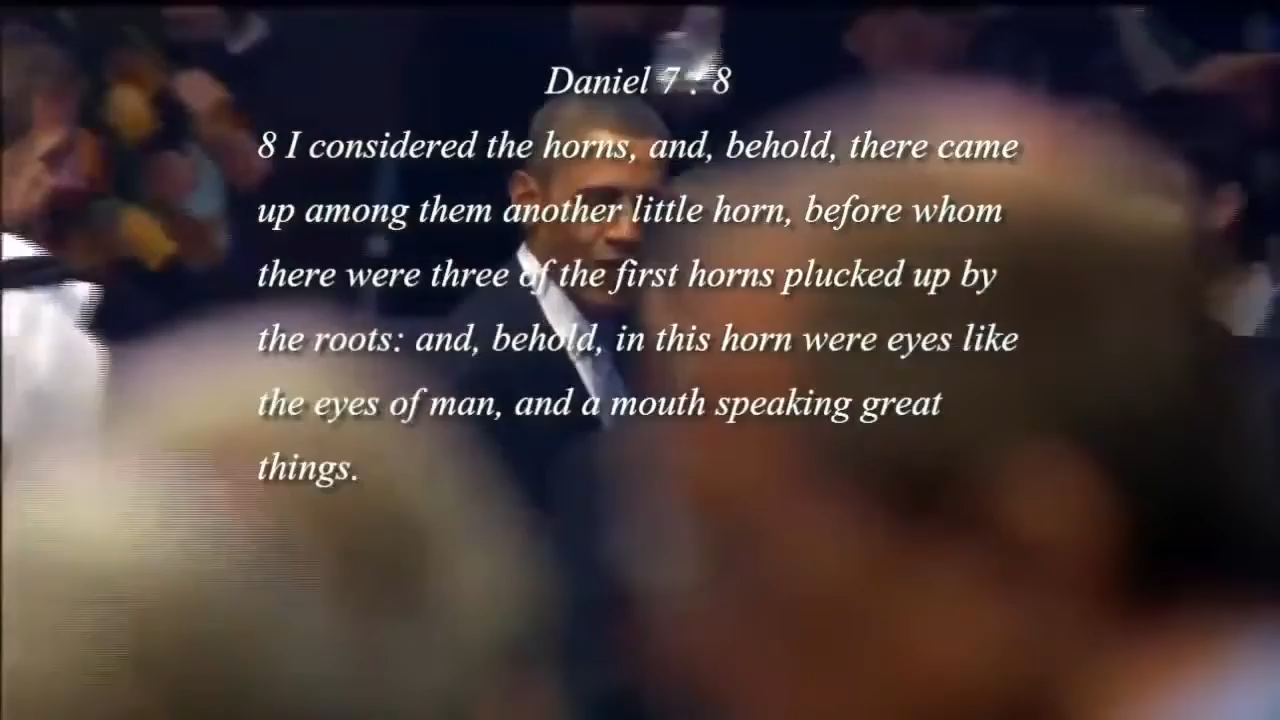 Daniel 7 : 8
8 I considered the horns, and, behold, there came
up among them another little horn, before whom
there were three of the first horns plucked up by
the roots: and, behold, in this horn were eyes like
the eyes of man, and a mouth speaking great
things.